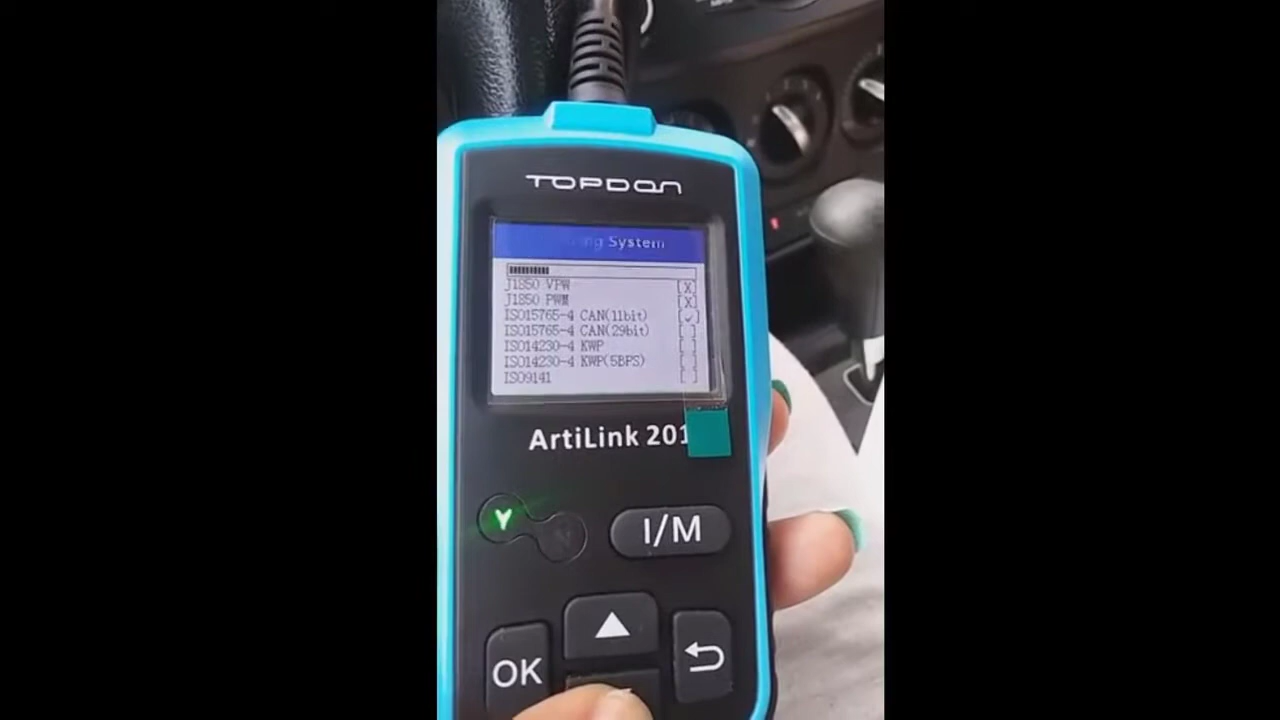 TOPDON
System
J1850 VPW [X]
J1850 PWM [X]
ISO15765-4 CAN(11bit) [✓]
ISO15765-4 CAN(29bit) [ ]
ISO14230-4 KWP [ ]
ISO14230-4 KWP(5BPS) [ ]
ISO9141 [ ]
ArtiLink 201
Y
N
I/M
OK